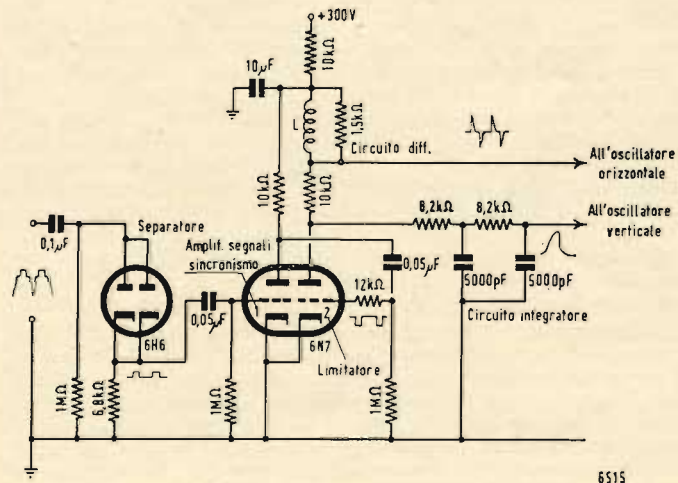 +300V
10kΩ
10µF
L
1,5kΩ
Circuito diff.
All'oscillatore
orizzontale
10kΩ
10kΩ
8,2kΩ
8,2kΩ
All'oscillatore
verticale
0,1µF
Separatore
Amplif. segnali
sincronismo
0,05µF
5000pF
5000pF
Circuito integratore
12kΩ
0,05µF
1
2
6H6
6N7
Limitatore
1MΩ
6,8kΩ
1MΩ
1MΩ
6515